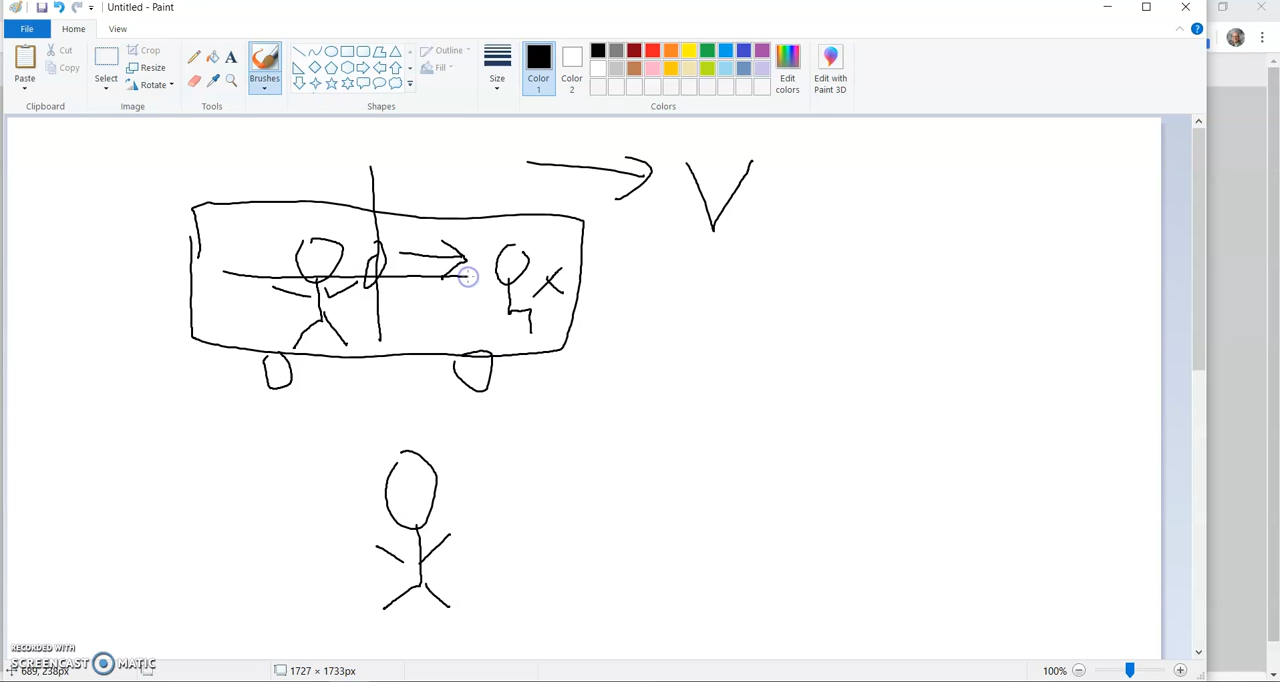 Untitled - Paint
File
Home
View
Paste
Cut
Copy
Clipboard
Select
Crop
Resize
Rotate
Image
Tools
Brushes
Outline
Fill
Shapes
Size
Color 1
Color 2
Edit colors
Colors
Edit with Paint 3D
V
X
RECORDED WITH
SCREENCAST MATIC
689, 238px
1727 × 1733px
100%